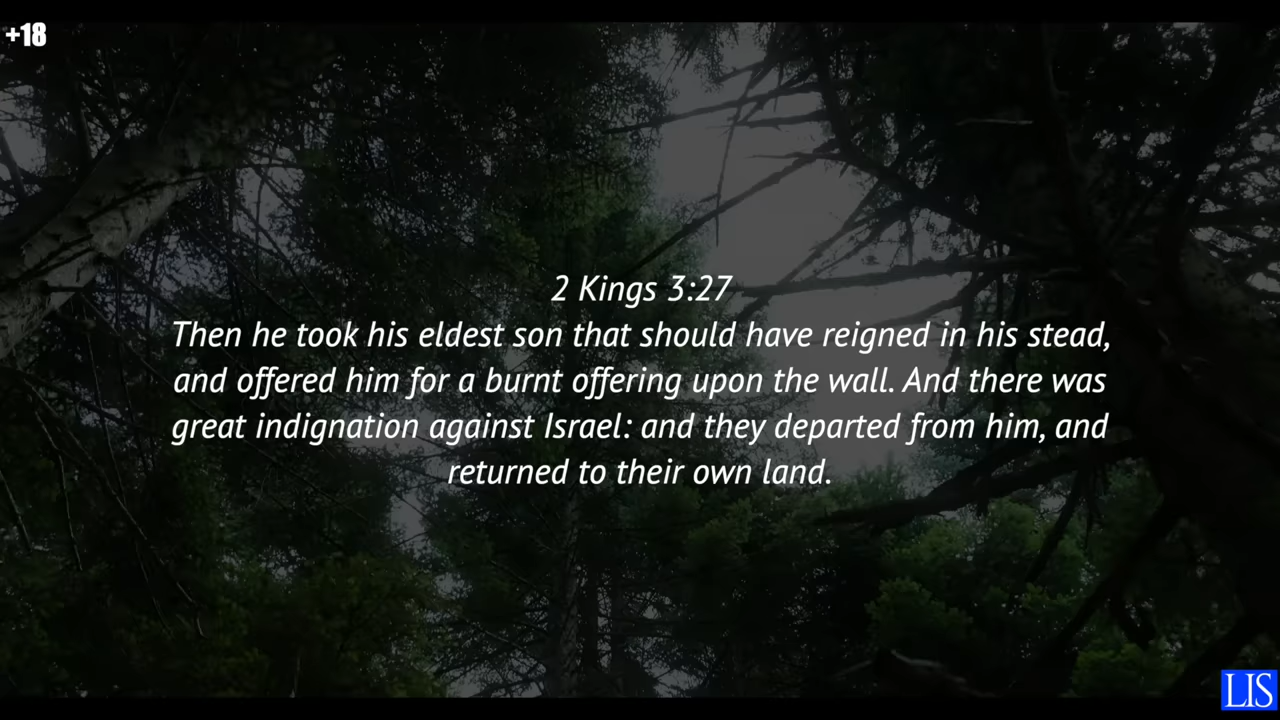 +18
2 Kings 3:27
Then he took his eldest son that should have reigned in his stead,
and offered him for a burnt offering upon the wall. And there was
great indignation against Israel: and they departed from him, and
returned to their own land.
LIS